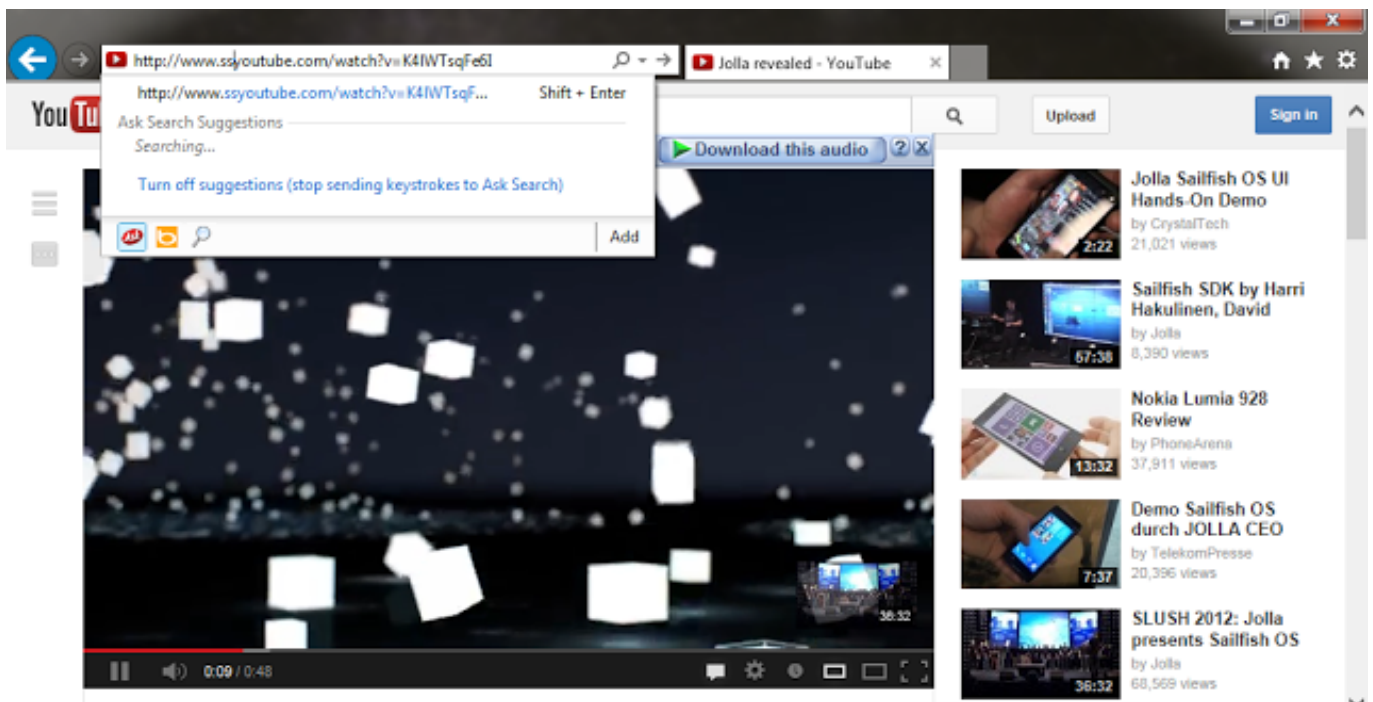 http://www.ssyoutube.com/watch?v=K4IWTsqFe6I
Jolla revealed - YouTube
http://www.ssyoutube.com/watch?v=K4IWTsqF... Shift + Enter
Ask Search Suggestions
Searching...
Turn off suggestions (stop sending keystrokes to Ask Search)
Ask
Add
You Tu
Upload
Sign in
Download this audio
? X
Jolla Sailfish OS UI
Hands-On Demo
by CrystalTech
21,021 views
2:22
Sailfish SDK by Harri
Hakulinen, David
by Jolla
8,390 views
57:38
Nokia Lumia 928
Review
by PhoneArena
37,911 views
13:32
Demo Sailfish OS
durch JOLLA CEO
by TelekomPresse
20,396 views
7:37
SLUSH 2012: Jolla
presents Sailfish OS
by Jolla
68,569 views
36:32
36:32
0:09 / 0:48